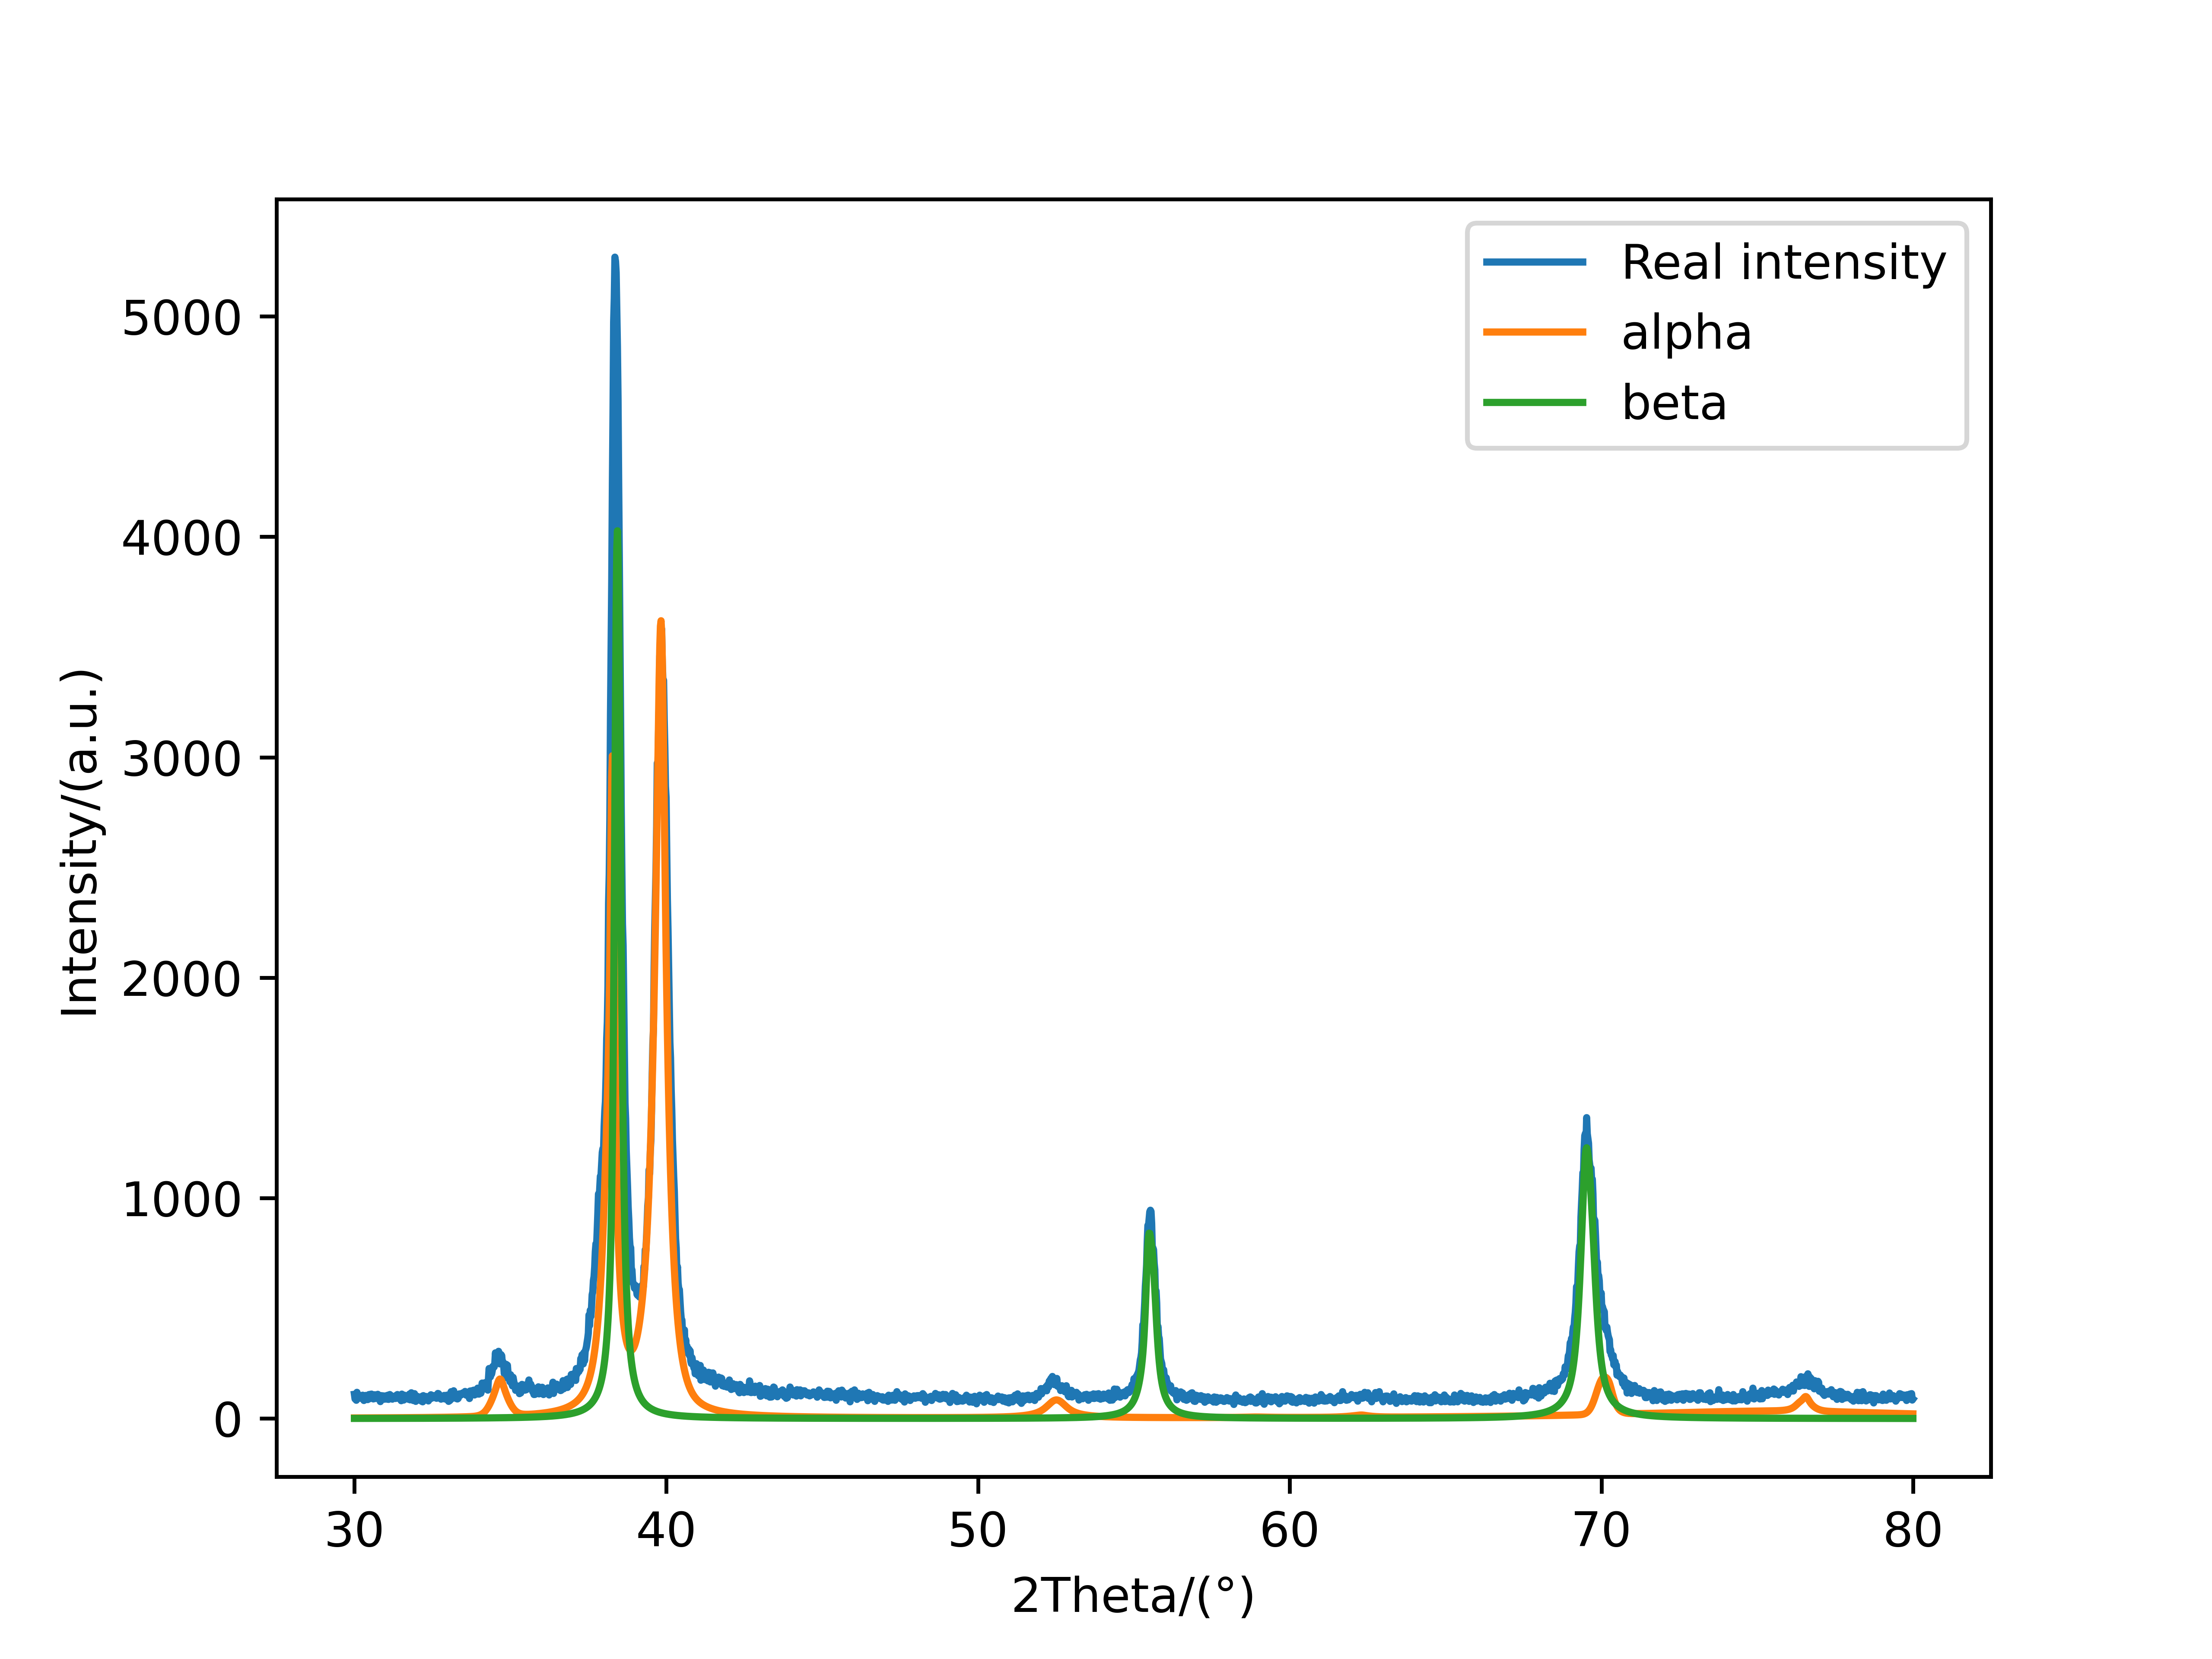 Real intensity
alpha
beta
5000
4000
3000
2000
1000
0
Intensity/(a.u.)
30 40 50 60 70 80
2Theta/(°)